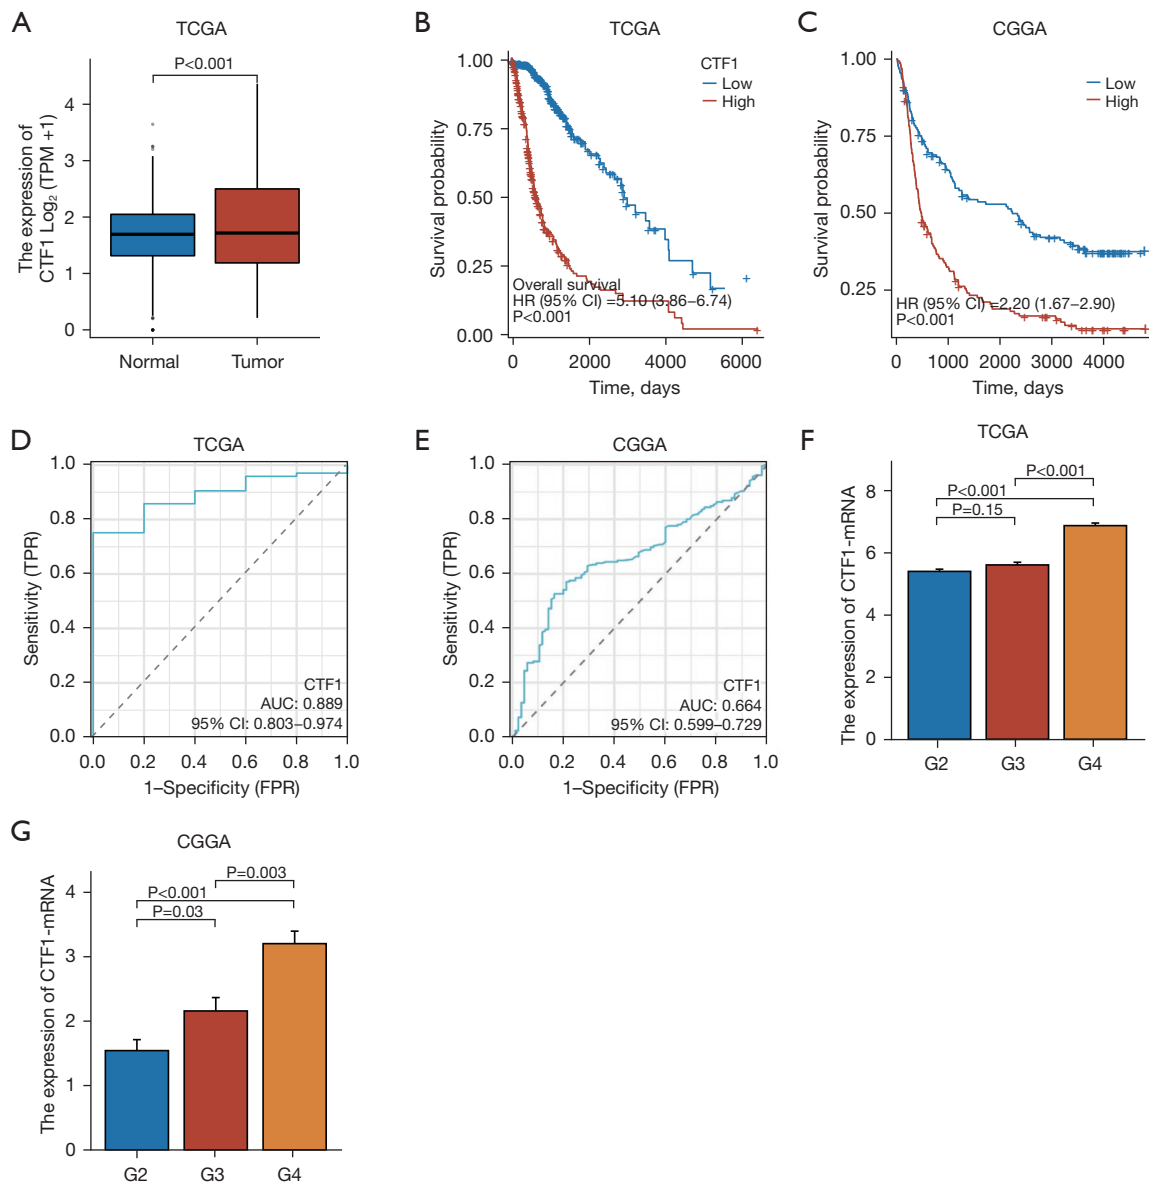 A
TCGA
P<0.001
The expression of
CTF1 Log2 (TPM +1)
4
3
2
1
0
Normal
Tumor
B
TCGA
CTF1
Low
High
Survival probability
1.00
0.75
0.50
0.25
0.00
Overall survival
HR (95% CI) =5.10 (3.86–6.74)
P<0.001
0
2000
4000
6000
Time, days
C
CGGA
Low
High
Survival probability
1.00
0.75
0.50
0.25
HR (95% CI) =2.20 (1.67–2.90)
P<0.001
0
1000
2000
3000
4000
Time, days
D
TCGA
Sensitivity (TPR)
1.0
0.8
0.6
0.4
0.2
0.0
CTF1
AUC: 0.889
95% CI: 0.803–0.974
0.0
0.2
0.4
0.6
0.8
1.0
1–Specificity (FPR)
E
CGGA
Sensitivity (TPR)
1.0
0.8
0.6
0.4
0.2
0.0
CTF1
AUC: 0.664
95% CI: 0.599–0.729
0.0
0.2
0.4
0.6
0.8
1.0
1–Specificity (FPR)
F
TCGA
The expression of CTF1-mRNA
8
6
4
2
0
P<0.001
P<0.001
P=0.15
G2
G3
G4
G
CGGA
The expression of CTF1-mRNA
4
3
2
1
0
P=0.003
P<0.001
P=0.03
G2
G3
G4